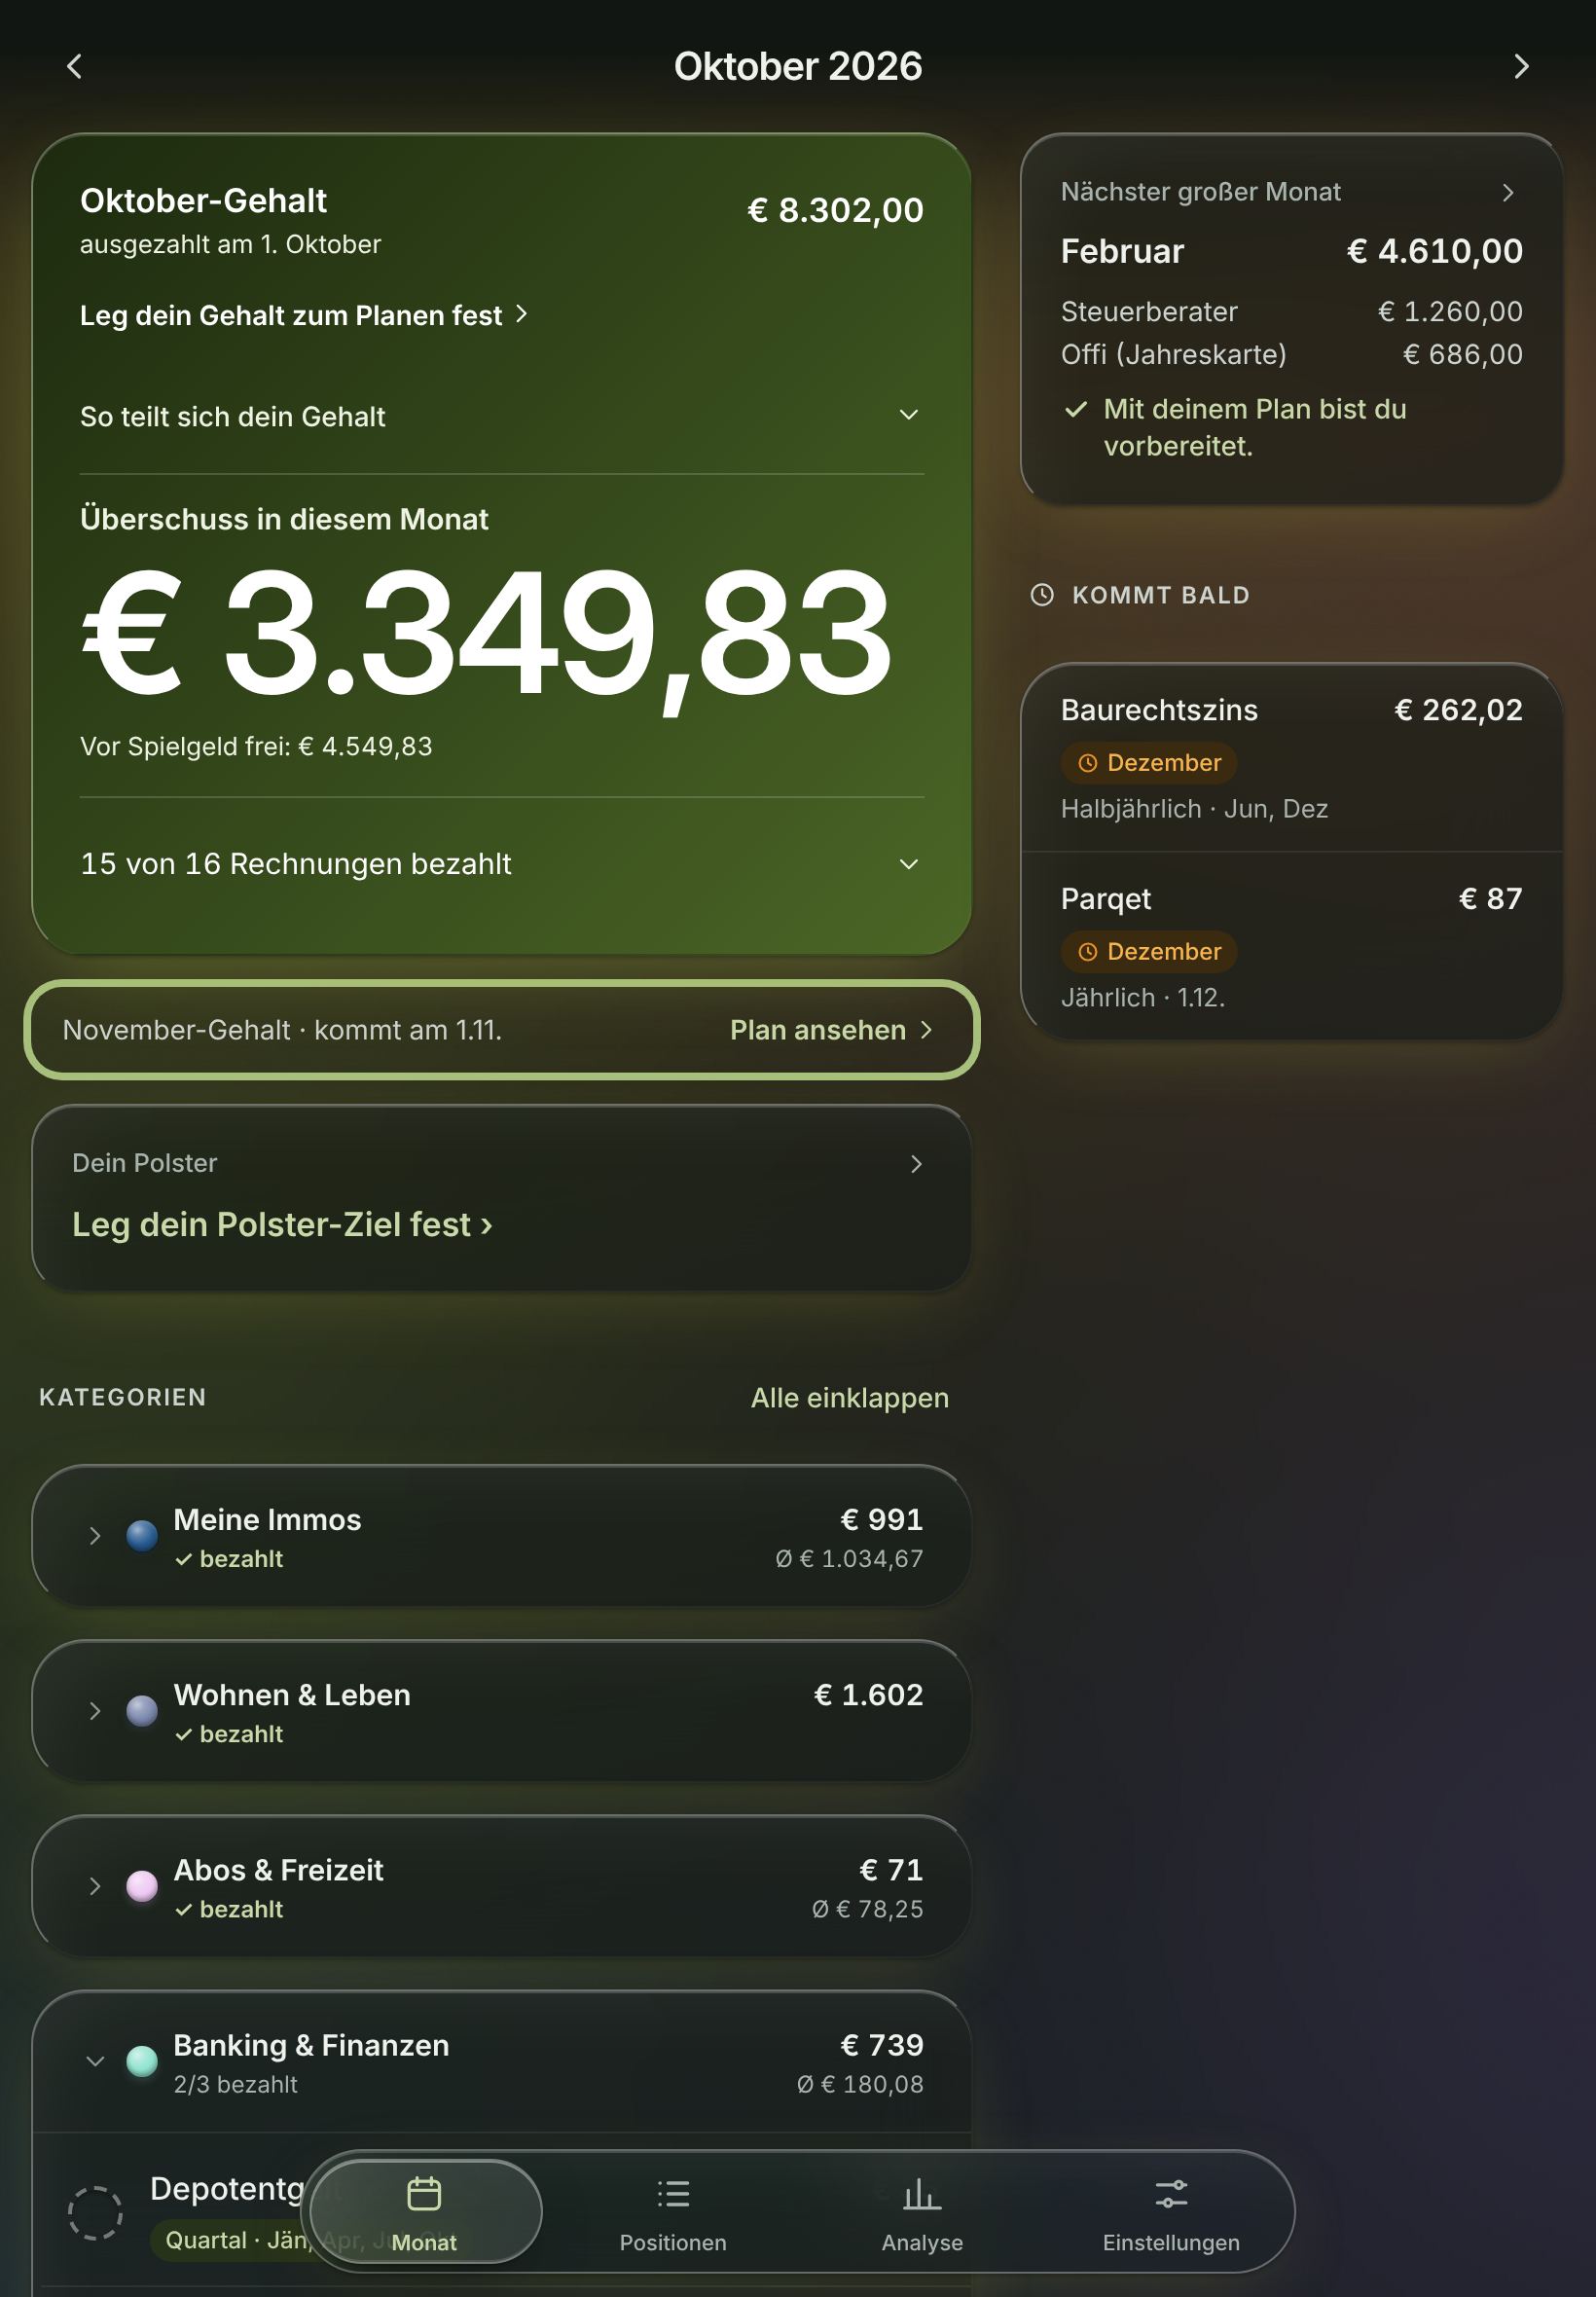 Oktober 2026
Oktober-Gehalt
€ 8.302,00
ausgezahlt am 1. Oktober
Leg dein Gehalt zum Planen fest
So teilt sich dein Gehalt
Überschuss in diesem Monat
€ 3.349,83
Vor Spielgeld frei: € 4.549,83
15 von 16 Rechnungen bezahlt
November-Gehalt · kommt am 1.11.
Plan ansehen
Dein Polster
Leg dein Polster-Ziel fest ›
KATEGORIEN
Alle einklappen
Meine Immos
€ 991
✓ bezahlt
Ø € 1.034,67
Wohnen & Leben
€ 1.602
✓ bezahlt
Abos & Freizeit
€ 71
✓ bezahlt
Ø € 78,25
Banking & Finanzen
€ 739
2/3 bezahlt
Ø € 180,08
Quartal · Jän, Apr,
Nächster großer Monat
Februar
€ 4.610,00
Steuerberater
€ 1.260,00
Offi (Jahreskarte)
€ 686,00
Mit deinem Plan bist du
vorbereitet.
KOMMT BALD
Baurechtszins
€ 262,02
Dezember
Halbjährlich · Jun, Dez
Parqet
€ 87
Dezember
Jährlich · 1.12.
Monat
Positionen
Analyse
Einstellungen